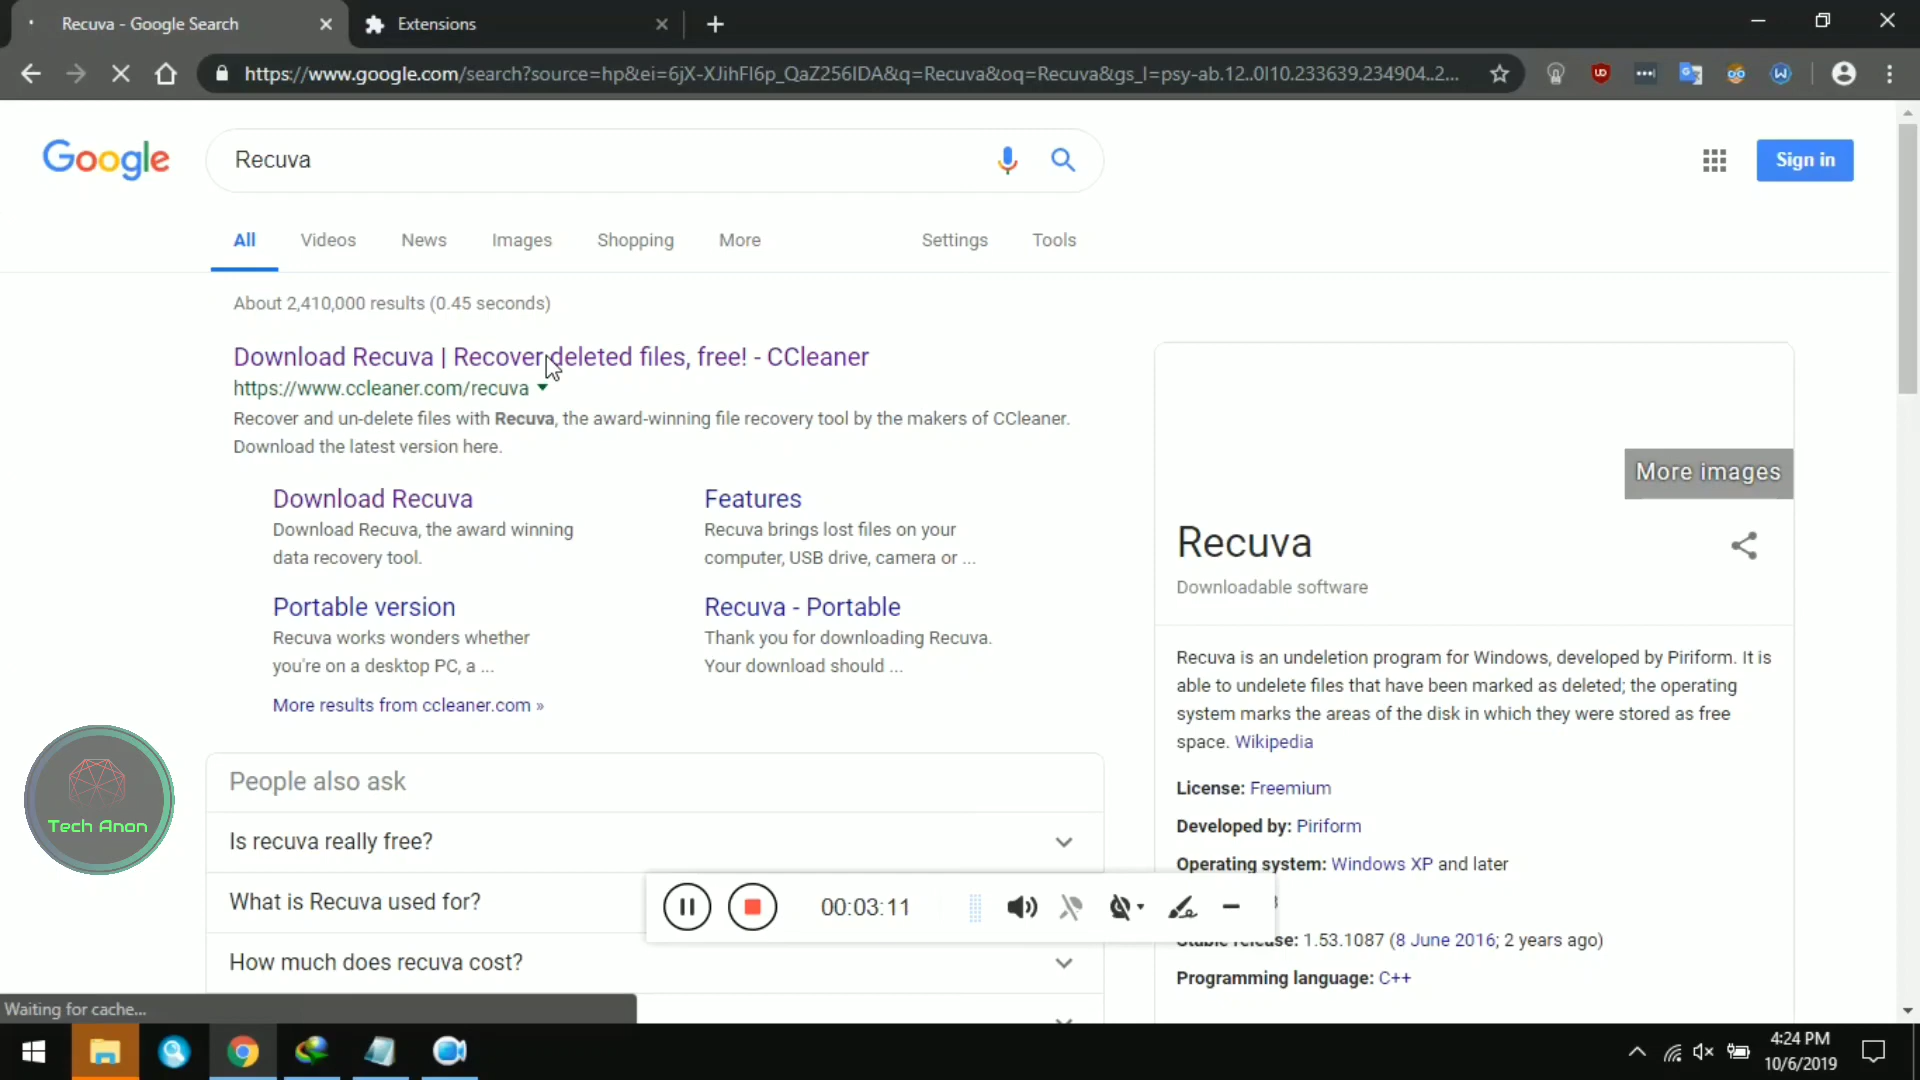 Recuva - Google Search
Extensions
https://www.google.com/search?source=hp&ei=6jX-XJihFI6p_QaZ256IDA&q=Recuva&oq=Recuva&gs_l=psy-ab.12..0l10.233639.234904..2...
Google
Recuva
Sign in
All
Videos
News
Images
Shopping
More
Settings
Tools
About 2,410,000 results (0.45 seconds)
Download Recuva | Recover deleted files, free! - CCleaner
https://www.ccleaner.com/recuva
Recover and un-delete files with Recuva, the award-winning file recovery tool by the makers of CCleaner.
Download the latest version here.
Download Recuva
Download Recuva, the award winning
data recovery tool.
Features
Recuva brings lost files on your
computer, USB drive, camera or ...
Portable version
Recuva works wonders whether
you're on a desktop PC, a ...
Recuva - Portable
Thank you for downloading Recuva.
Your download should ...
More results from ccleaner.com »
People also ask
Is recuva really free?
What is Recuva used for?
How much does recuva cost?
More images
Recuva
Downloadable software
Recuva is an undeletion program for Windows, developed by Piriform. It is
able to undelete files that have been marked as deleted; the operating
system marks the areas of the disk in which they were stored as free
space. Wikipedia
License: Freemium
Developed by: Piriform
Operating system: Windows XP and later
release: 1.53.1087 (8 June 2016; 2 years ago)
Programming language: C++
Tech Anon
00:03:11
Waiting for cache...
4:24 PM
10/6/2019